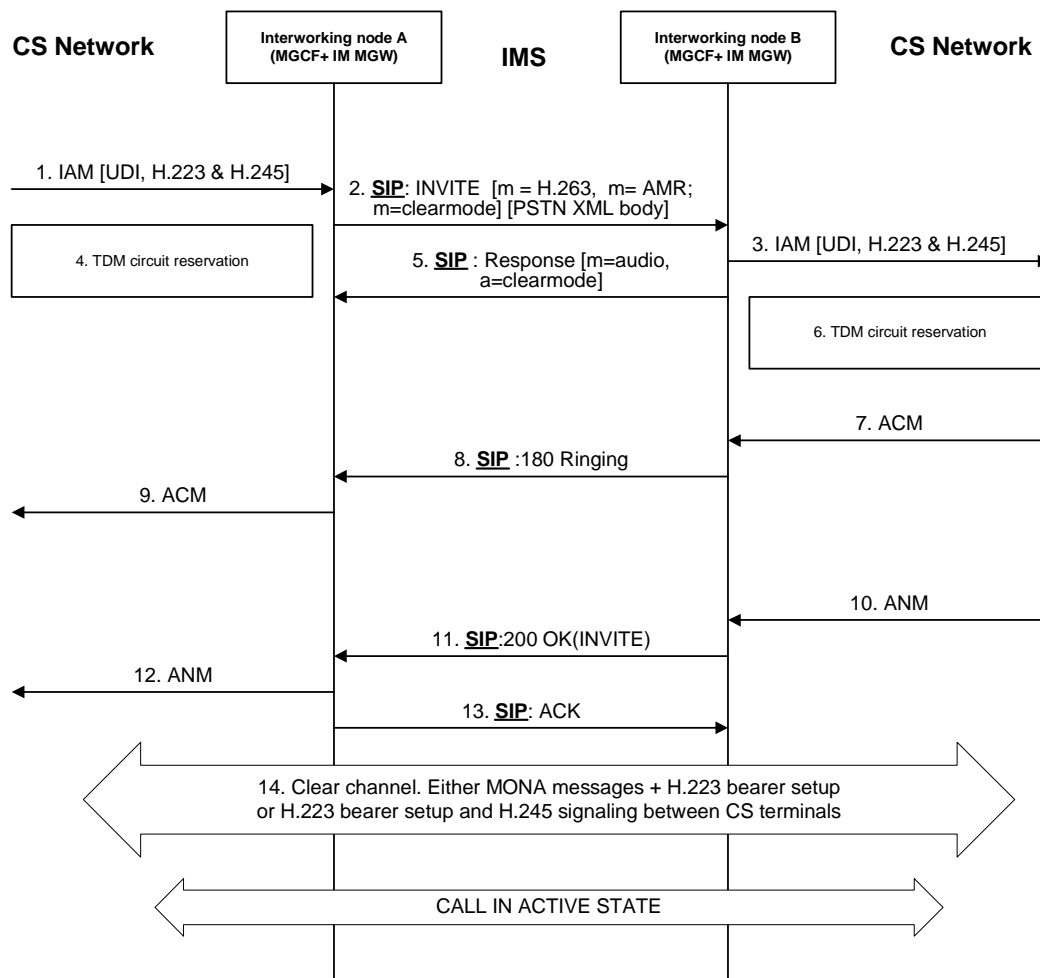 CS Network
Interworking node A
(MGCF+ IM MGW)
IMS
Interworking node B
(MGCF+ IM MGW)
CS Network
1. IAM [UDI, H.223 & H.245]
2. SIP: INVITE [m = H.263, m= AMR;
m=clearmode] [PSTN XML body]
3. IAM [UDI, H.223 & H.245]
4. TDM circuit reservation
5. SIP : Response [m=audio,
a=clearmode]
6. TDM circuit reservation
7. ACM
8. SIP :180 Ringing
9. ACM
10. ANM
11. SIP:200 OK(INVITE)
12. ANM
13. SIP: ACK
14. Clear channel. Either MONA messages + H.223 bearer setup
or H.223 bearer setup and H.245 signaling between CS terminals
CALL IN ACTIVE STATE